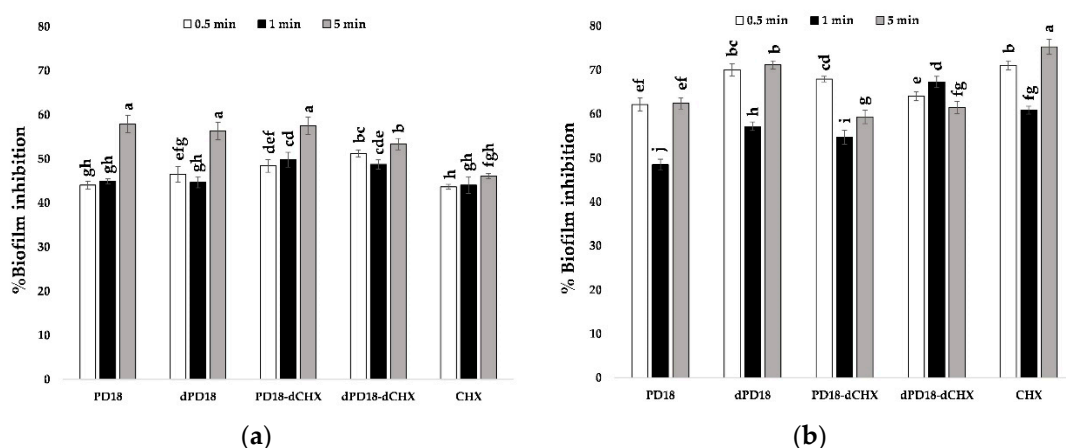 80
70
60
50
40
30
20
10
0
%Biofilm inhibition
0.5 min 1 min 5 min
gh gh a
efg gh a
def cd a
bc cde b
h gh fgh
PD18 dPD18 PD18-dCHX dPD18-dCHX CHX
(a)
80
70
60
50
40
30
20
10
0
% Biofilm inhibition
0.5 min 1 min 5 min
ef j ef
bc h b
cd i g
e d fg
b fg a
PD18 dPD18 PD18-dCHX dPD18-dCHX CHX
(b)